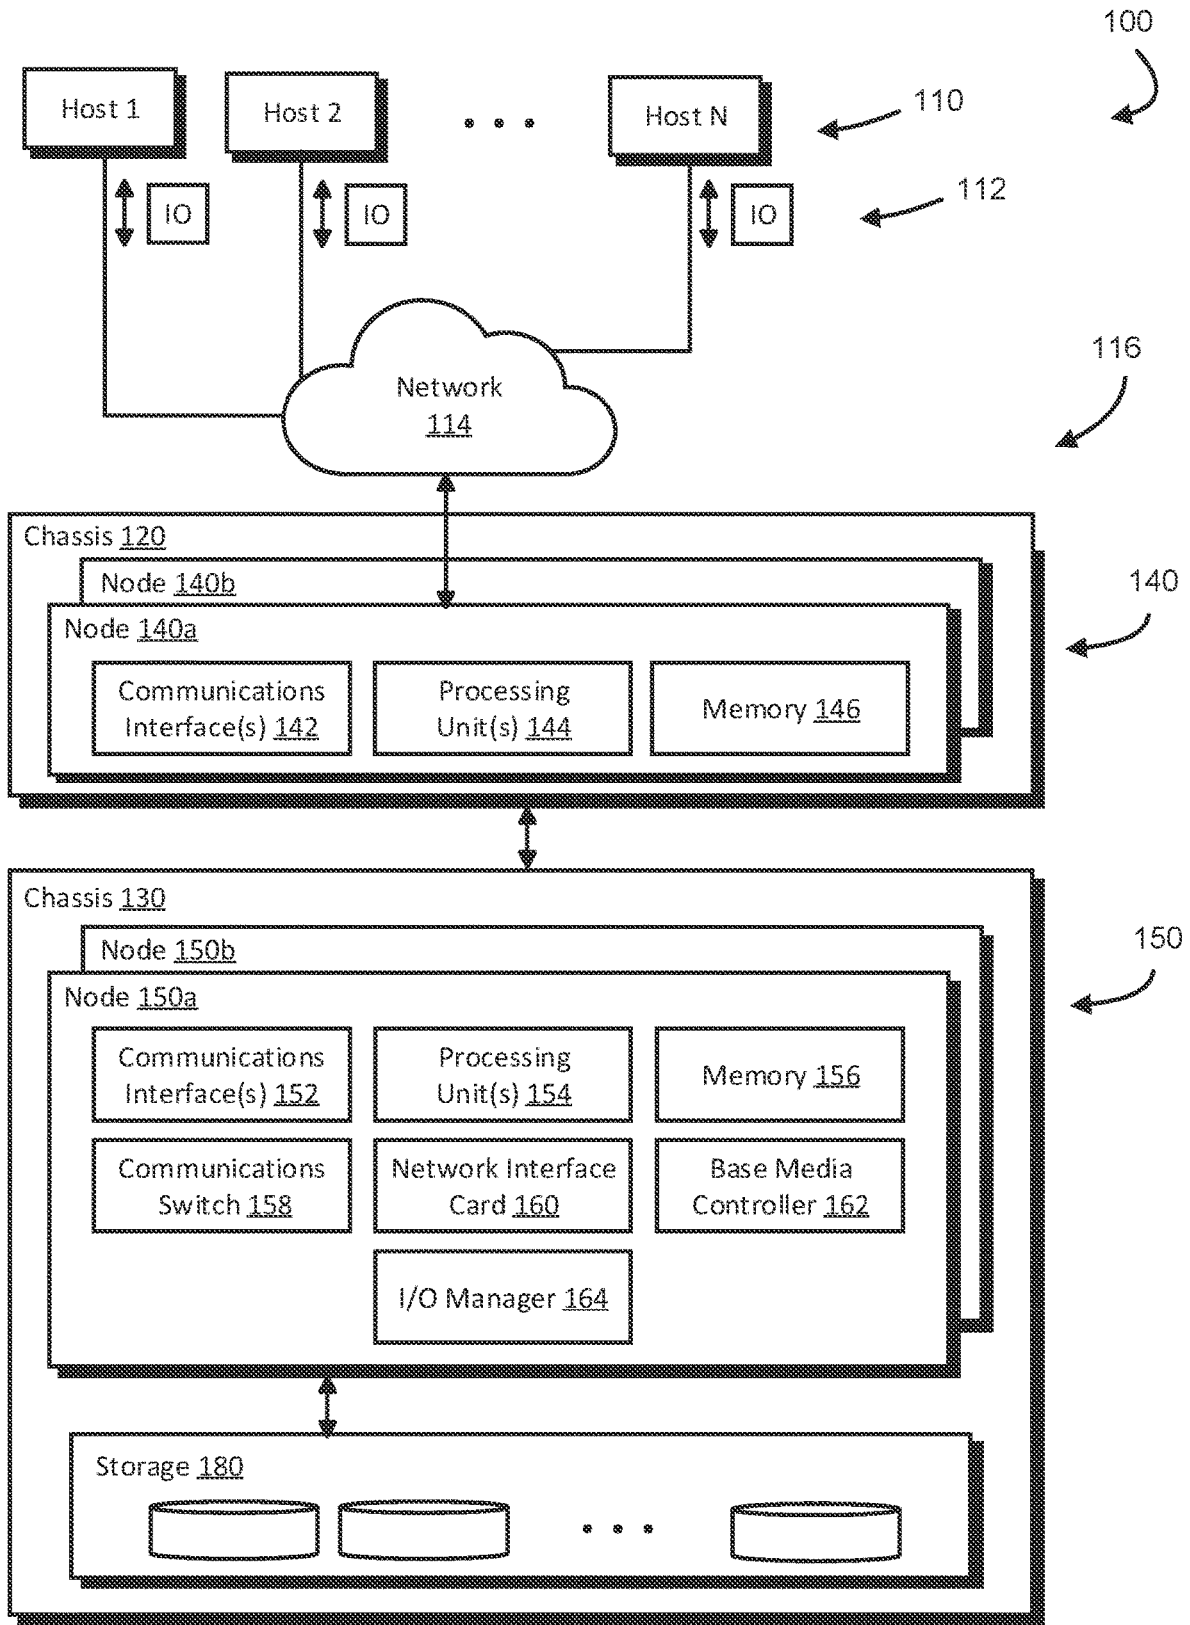 100
Host 1
Host 2
Host N
110
IO
IO
IO
112
Network
114
116
Chassis 120
Node 140b
140
Node 140a
Communications
Interface(s) 142
Processing
Unit(s) 144
Memory 146
Chassis 130
Node 150b
150
Node 150a
Communications
Interface(s) 152
Processing
Unit(s) 154
Memory 156
Communications
Switch 158
Network Interface
Card 160
Base Media
Controller 162
I/O Manager 164
Storage 180